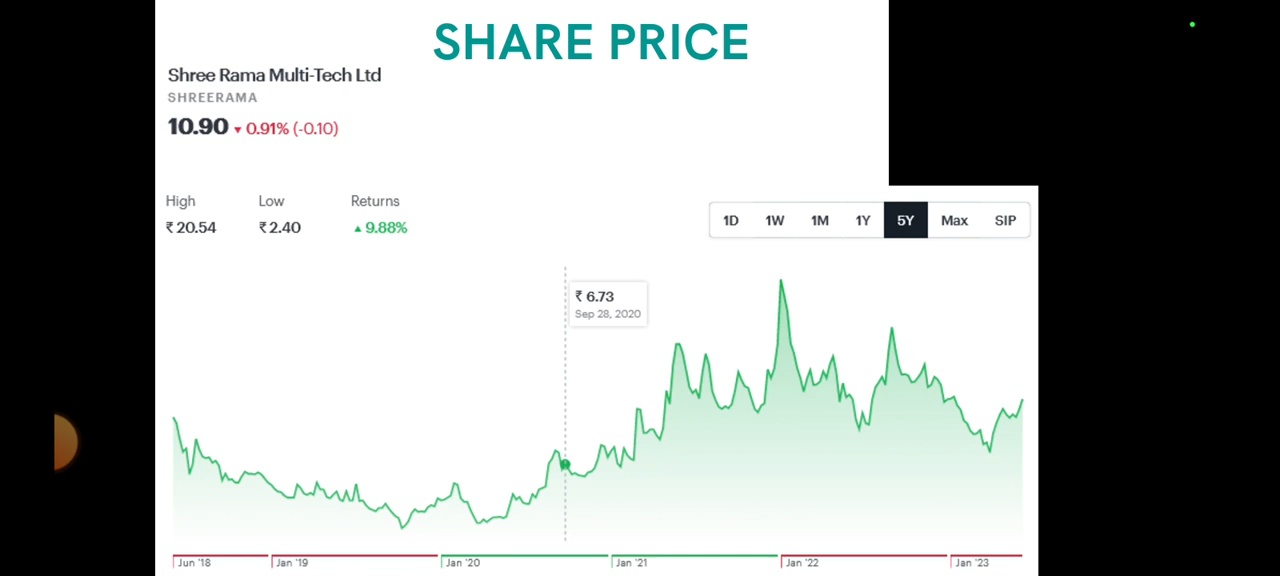 SHARE PRICE
Shree Rama Multi-Tech Ltd
SHREERAMA
10.90 ▼ 0.91% (-0.10)
High Low Returns
₹ 20.54 ₹ 2.40 ▲ 9.88%
1D 1W 1M 1Y 5Y Max SIP
₹ 6.73
Sep 28, 2020
Jun '18 Jan '19 Jan '20 Jan '21 Jan '22 Jan '23